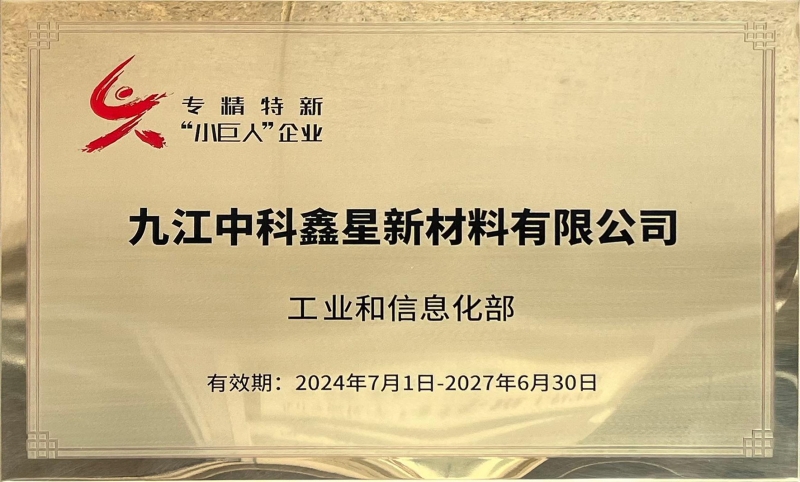 专精特新
“小巨人”企业
九江中科鑫星新材料有限公司
工业和信息化部
有效期：2024年7月1日-2027年6月30日